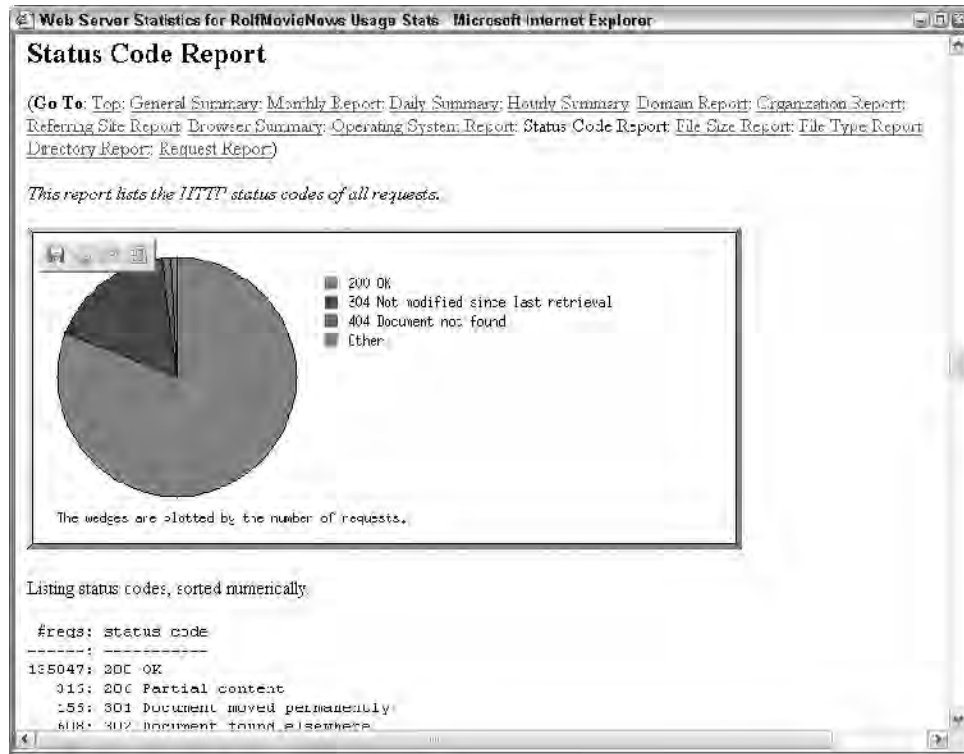 Web Server Statistics for RolfMovieNews Usage Stats Microsoft Internet Explorer
Status Code Report
(Go To: Top: General Summary: Monthly Report: Daily Summary: Hourly Summary: Domain Report: Organization Report:
Referring Site Report: Browser Summary: Operating System Report: Status Code Report: File Size Report: File Type Report:
Directory Report: Request Report)
This report lists the HTTP status codes of all requests.
200 OK
304 Not modified since last retrieval
404 Document not found
Other
The wedges are plotted by the number of requests.
Listing status codes, sorted numerically.
#reqs: status code
------: -----------
135047: 200 OK
206 Partial content
301 Document moved permanently
302 Document found elsewhere